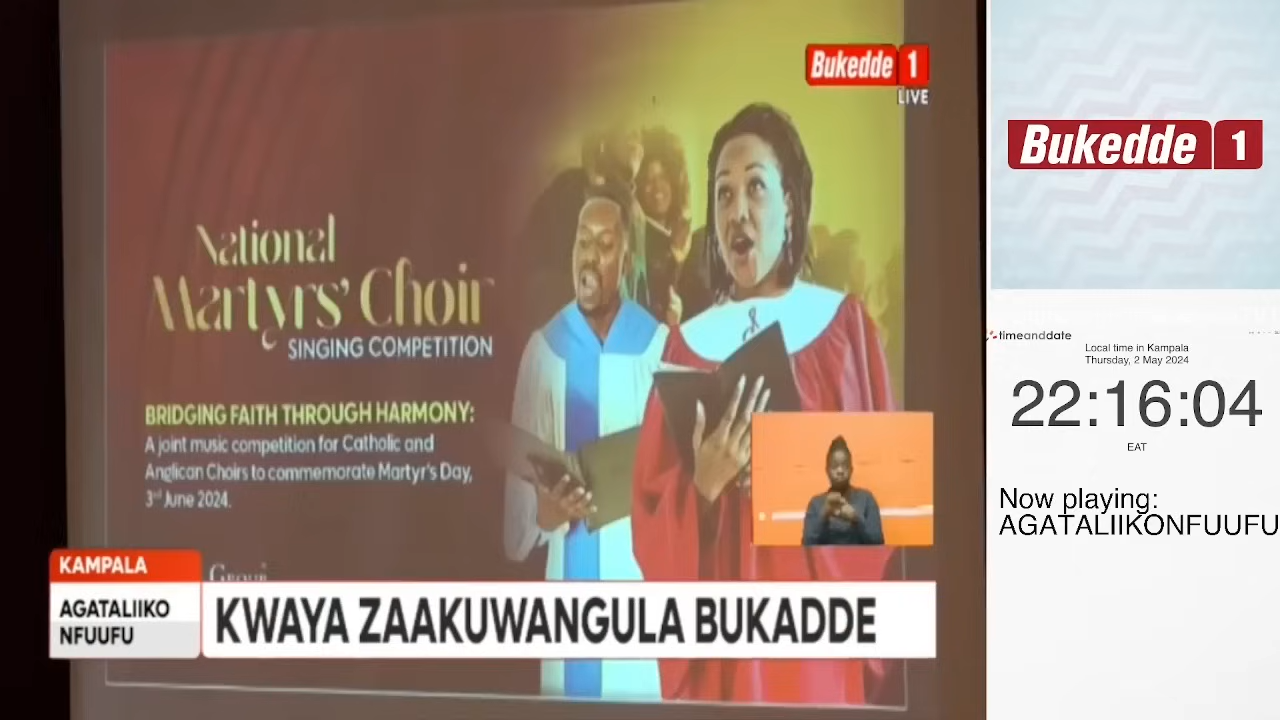 Bukedde 1
LIVE
National
Martyrs' Choir
SINGING COMPETITION
BRIDGING FAITH THROUGH HARMONY:
A joint music competition for Catholic and
Anglican Choirs to commemorate Martyr's Day,
3rd June 2024.
KAMPALA
AGATALIIKO
NFUUFU
KWAYA ZAAKUWANGULA BUKADDE
Bukedde 1
timeanddate
Local time in Kampala
Thursday, 2 May 2024
22:16:04
EAT
Now playing:
AGATALIIKONFUUFU